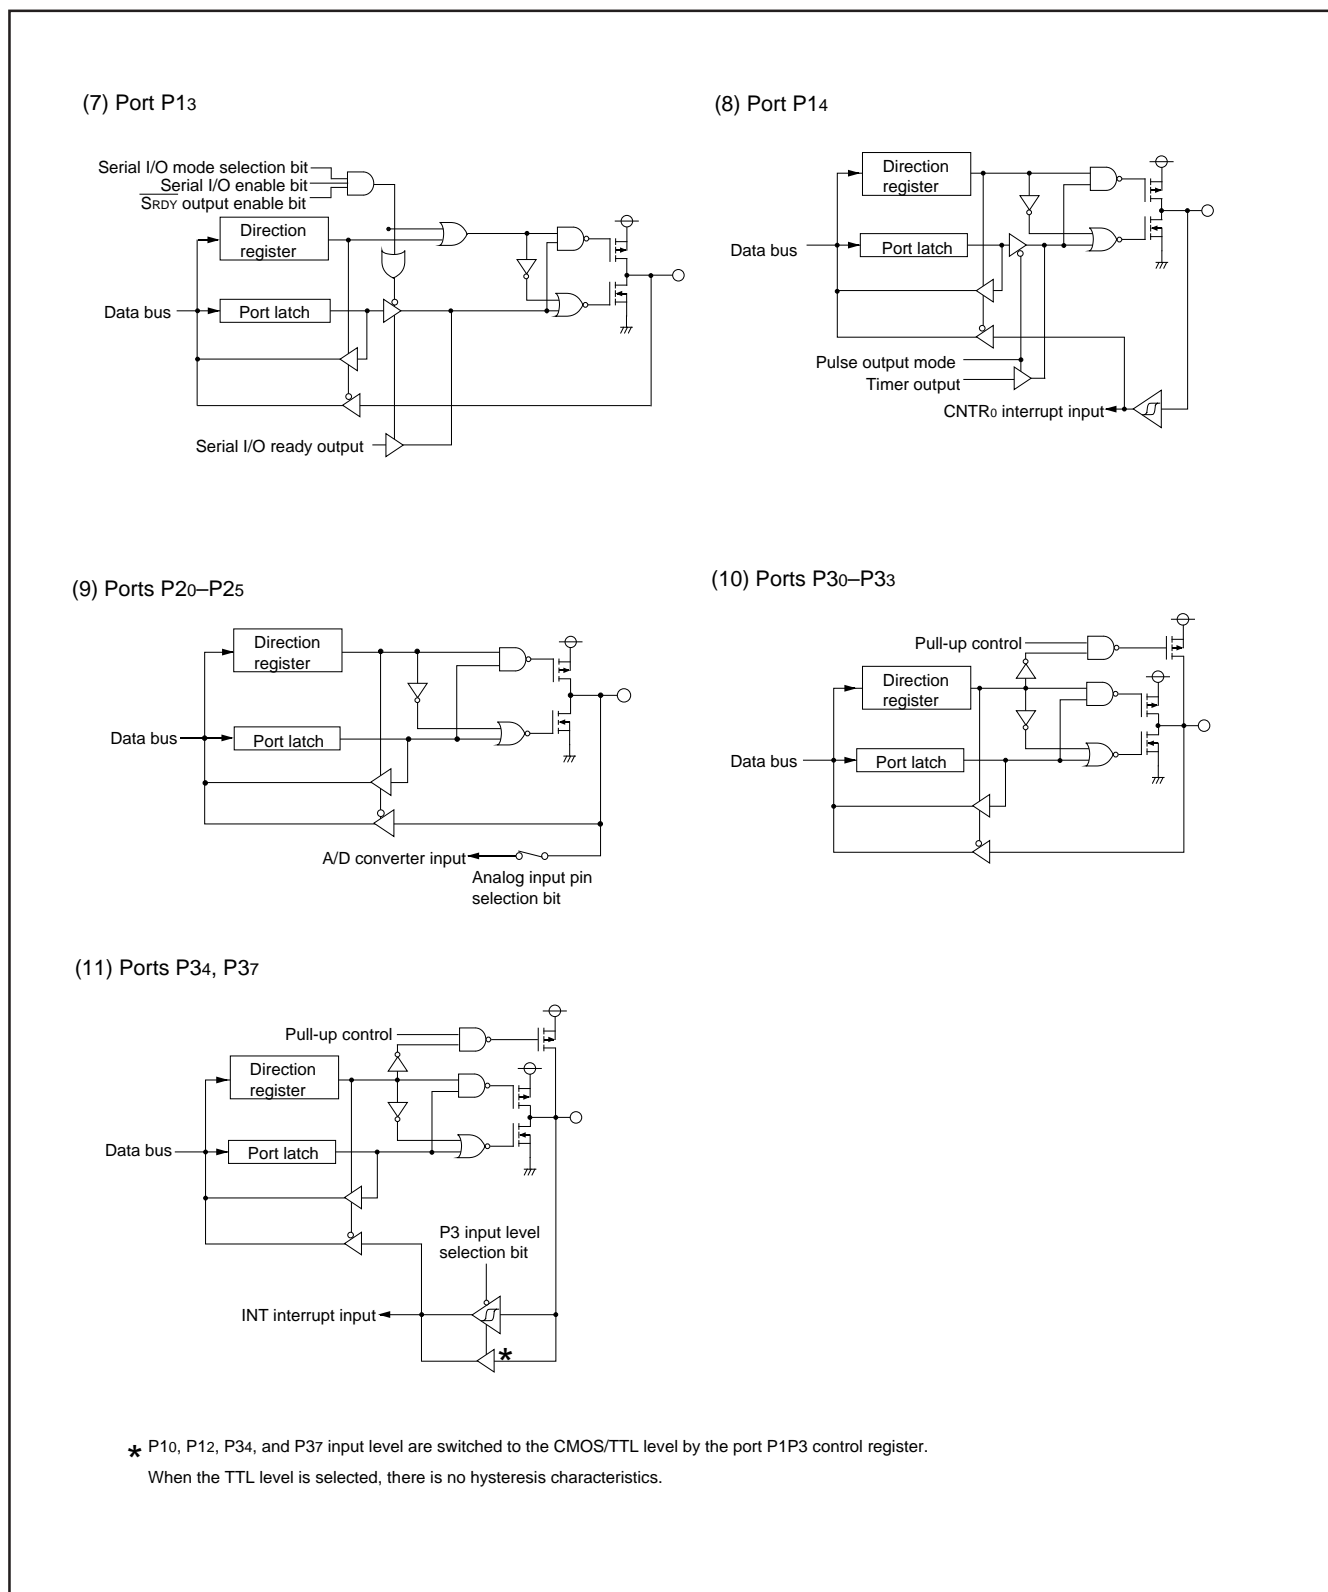 (7) Port P13
Serial I/O mode selection bit
Serial I/O enable bit
SRDY output enable bit
Direction
register
Data bus
Port latch
Serial I/O ready output
(8) Port P14
Direction
register
Data bus
Port latch
Pulse output mode
Timer output
CNTR0 interrupt input
(9) Ports P20–P25
Direction
register
Data bus
Port latch
A/D converter input
Analog input pin
selection bit
(10) Ports P30–P33
Pull-up control
Direction
register
Data bus
Port latch
(11) Ports P34, P37
Pull-up control
Direction
register
Data bus
Port latch
P3 input level
selection bit
INT interrupt input
*
* P10, P12, P34, and P37 input level are switched to the CMOS/TTL level by the port P1P3 control register.
When the TTL level is selected, there is no hysteresis characteristics.